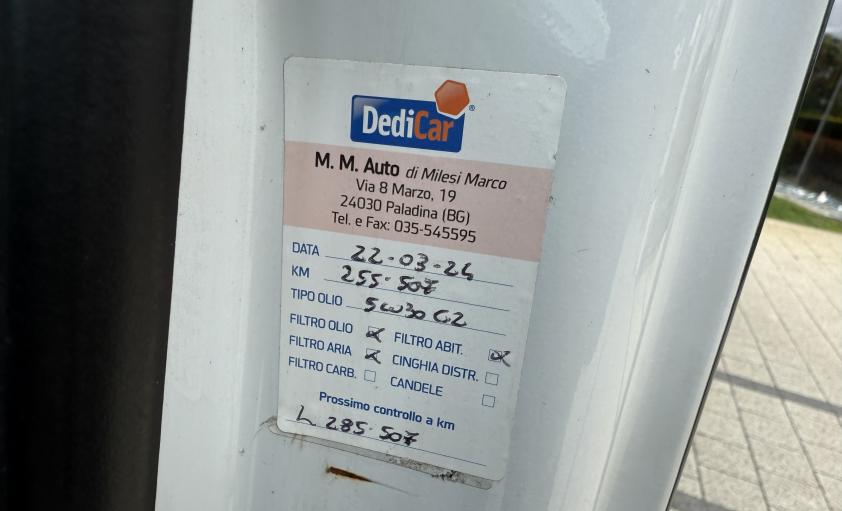 DediCar®
M. M. Auto di Milesi Marco
Via 8 Marzo, 19
24030 Paladina (BG)
Tel. e Fax: 035-545595
DATA 22-03-24
KM 255.507
TIPO OLIO 5W30 C2
FILTRO OLIO FILTRO ABIT.
FILTRO ARIA CINGHIA DISTR.
FILTRO CARB. CANDELE
Prossimo controllo a km
285.507